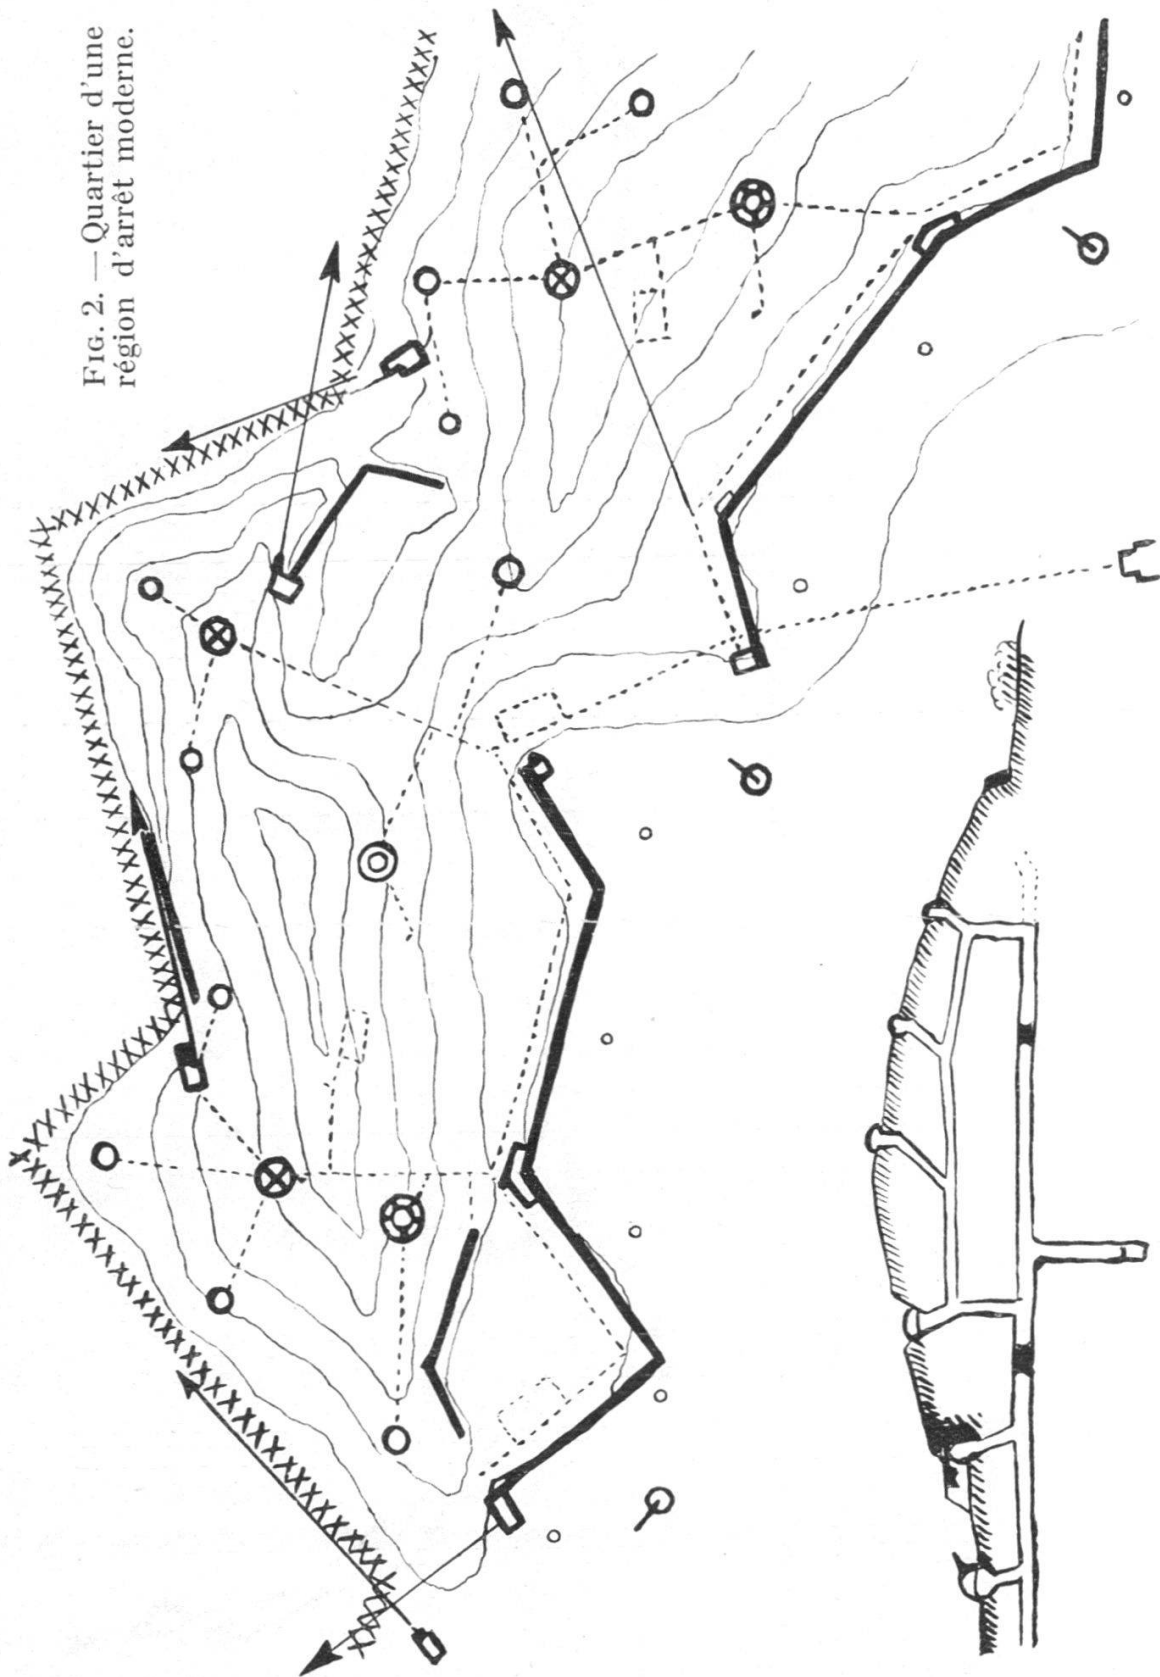 FIG. 2. — Quartier d'une
région d'arrêt moderne.